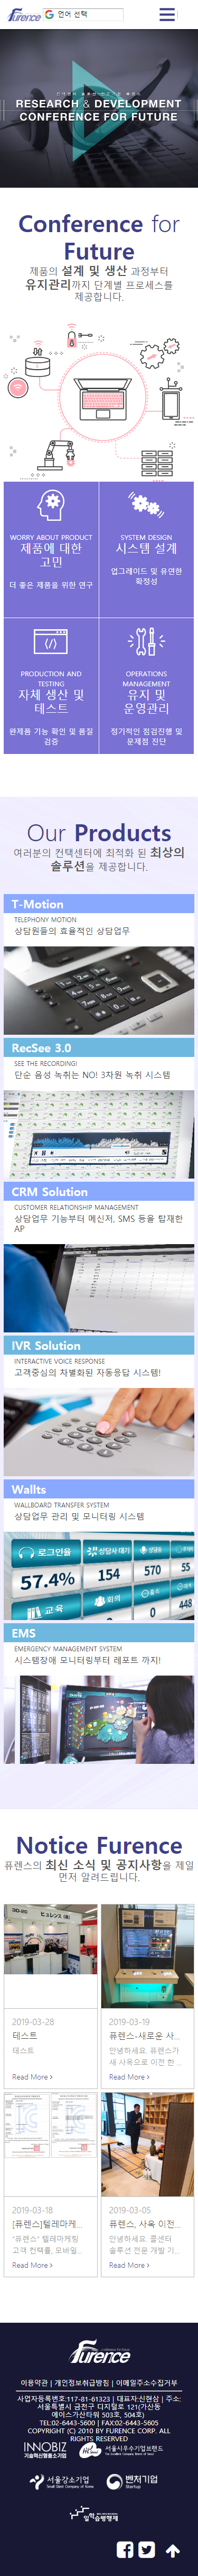 Furence
언어 선택
RESEARCH & DEVELOPMENT
CONFERENCE FOR FUTURE
Conference for
Future
제품의 설계 및 생산 과정부터
유지관리까지 단계별 프로세스를
제공합니다.
WORRY ABOUT PRODUCT
제품에 대한
고민
더 좋은 제품을 위한 연구
SYSTEM DESIGN
시스템 설계
업그레이드 및 유연한
확정성
PRODUCTION AND
TESTING
자체 생산 및
테스트
완제품 기능 확인 및 품질
검증
OPERATIONS
MANAGEMENT
유지 및
운영관리
정기적인 점검진행 및
문제점 진단
Our Products
여러분의 컨택센터에 최적화 된 최상의
솔루션을 제공합니다.
T-Motion
TELEPHONY MOTION
상담원들의 효율적인 상담업무
RecSee 3.0
SEE THE RECORDING!
단순 음성 녹취는 NO! 3차원 녹취 시스템
CRM Solution
CUSTOMER RELATIONSHIP MANAGEMENT
상담업무 기능부터 메신저, SMS 등을 탑재한
AP
IVR Solution
INTERACTIVE VOICE RESPONSE
고객중심의 차별화된 자동응답 시스템!
Wallts
WALLBOARD TRANSFER SYSTEM
상담업무 관리 및 모니터링 시스템
로그인율
상담사 대기
57.4%
154
570
55
교육
회의
144
448
EMS
EMERGENCY MANAGEMENT SYSTEM
시스템장애 모니터링부터 레포트 까지!
Notice Furence
퓨렌스의 최신 소식 및 공지사항을 제일
먼저 알려드립니다.
2019-03-28
테스트
테스트
Read More >
2019-03-19
퓨렌스-새로운 사...
안녕하세요. 퓨렌스가
새 사옥으로 이전 한 ...
Read More >
2019-03-18
[퓨렌스]텔레마케...
"퓨렌스" 텔레마케팅
고객 컨택률, 모바일...
Read More >
2019-03-05
퓨렌스, 사옥 이전...
안녕하세요. 콜센터
솔루션 전문 개발 기...
Read More >
Furence
이용약관 | 개인정보취급방침 | 이메일주소수집거부
사업자등록번호:117-81-61323 | 대표자:신현삼 | 주소:
서울특별시 금천구 디지털로 121(가산동
에이스가산타워 503호, 504호)
TEL:02-6443-5600 | FAX:02-6443-5605
COPYRIGHT (C) 2010 BY FURENCE CORP. ALL
RIGHTS RESERVED
INNOBIZ
기술혁신형중소기업
Hi Seoul
서울시우수기업브랜드
서울강소기업
벤처기업
Startup